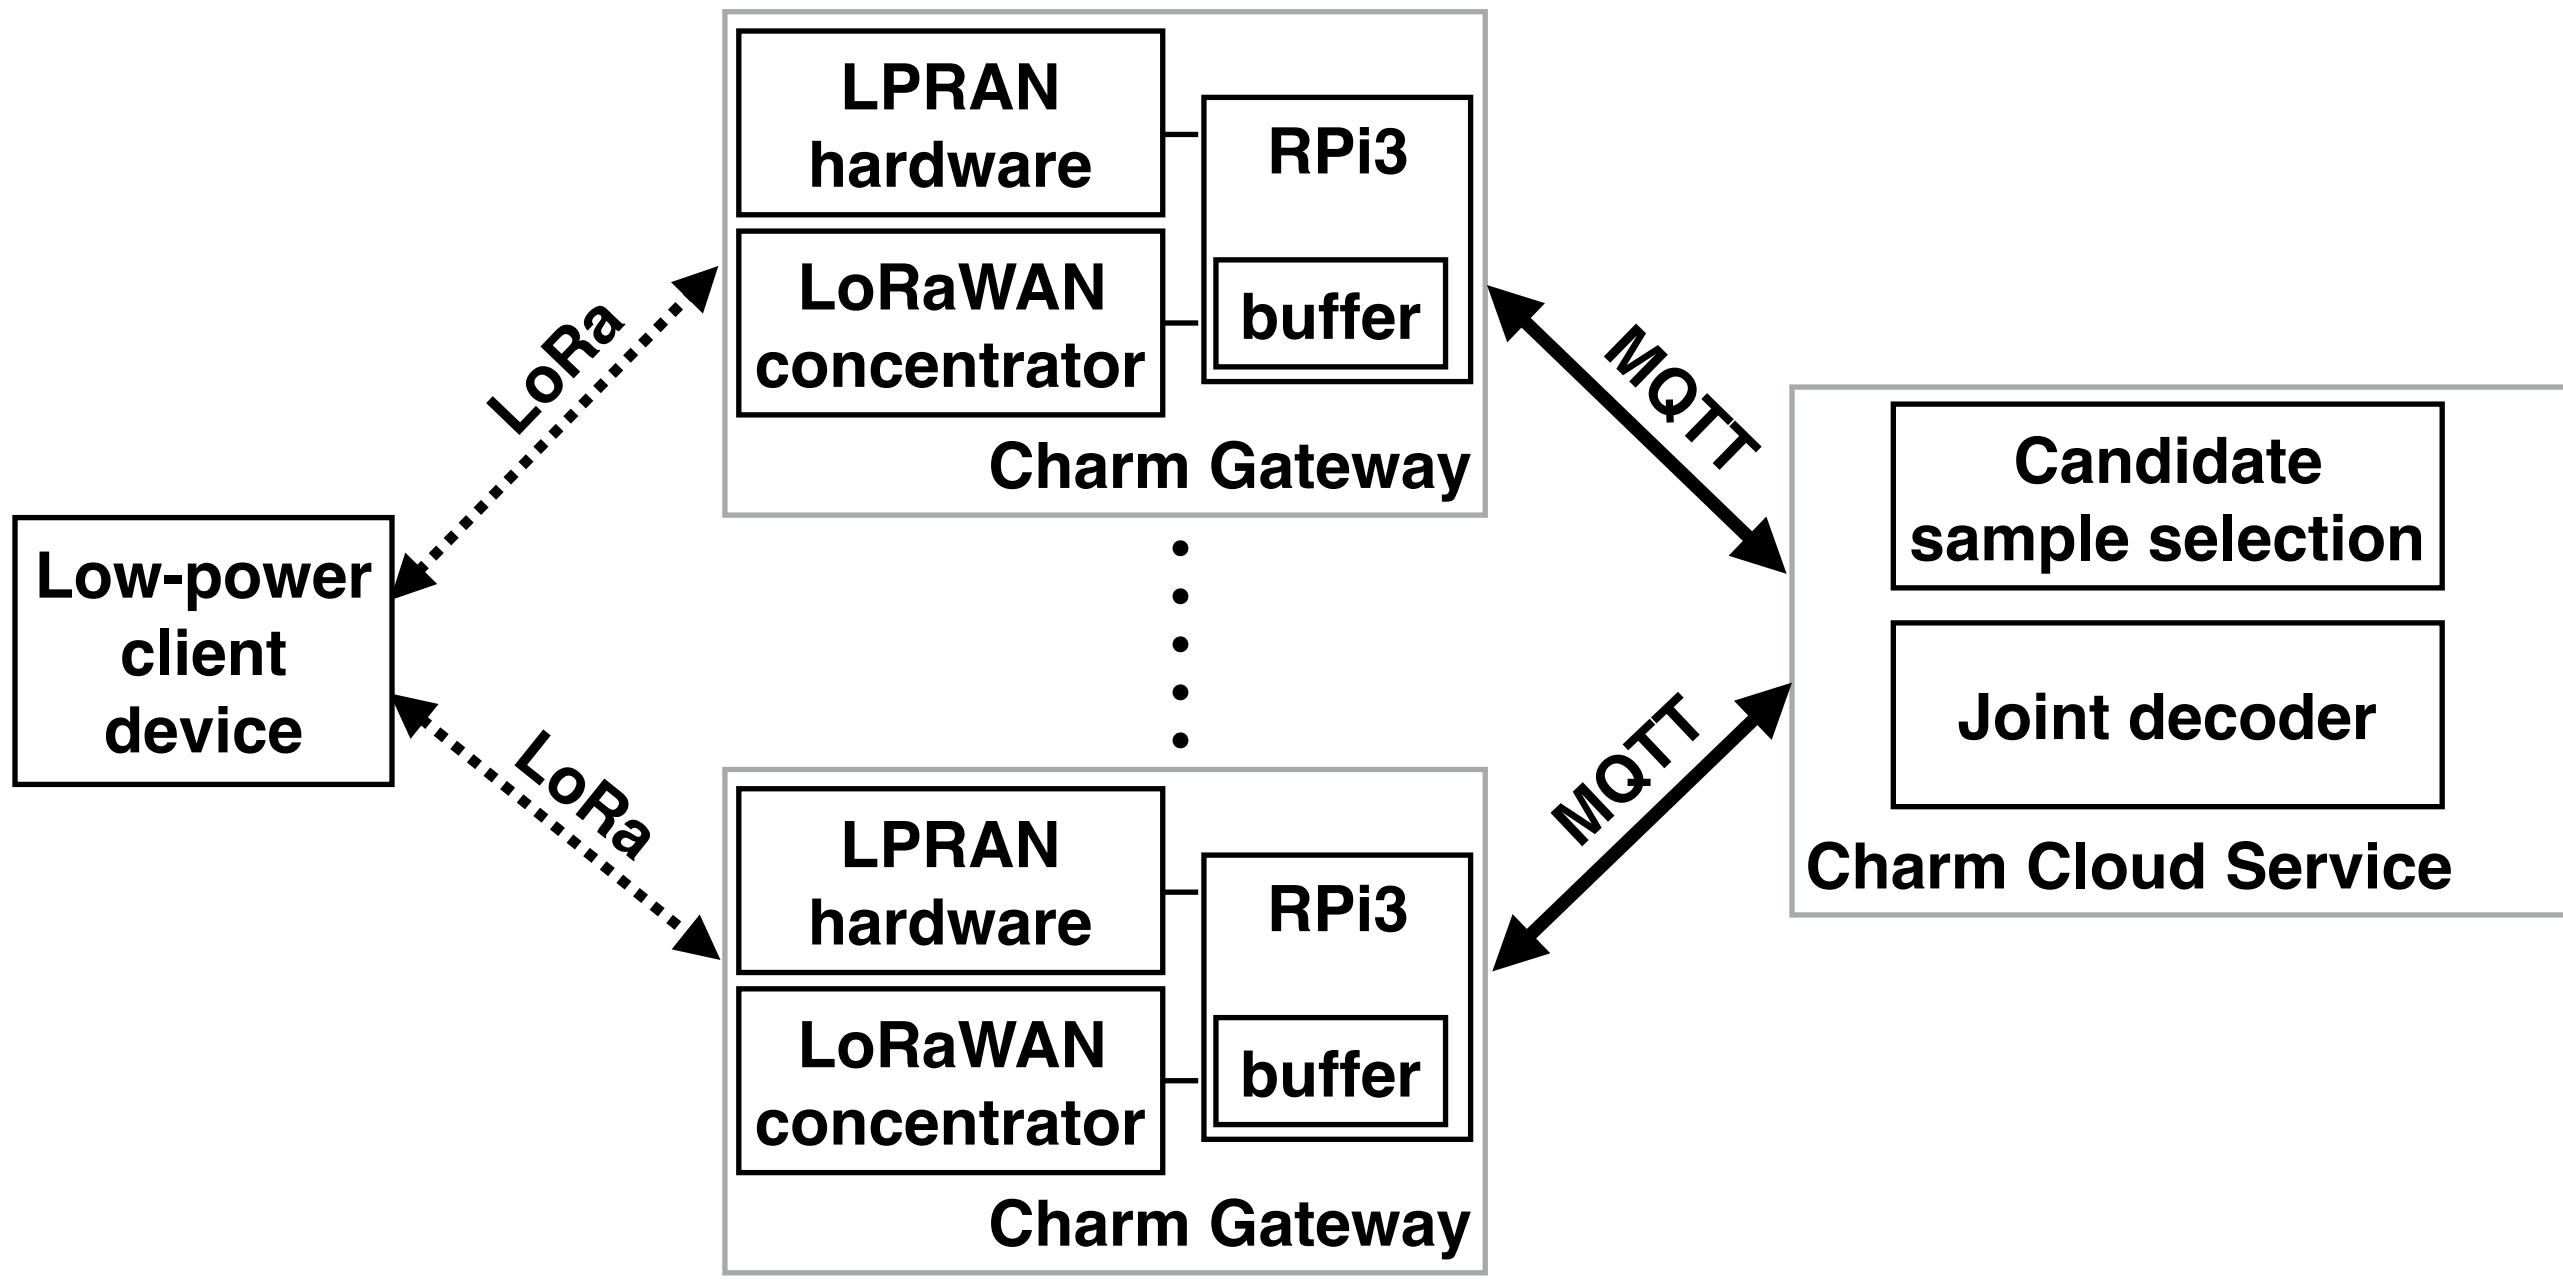 LPRAN
hardware
RPi3
LoRaWAN
concentrator
buffer
Charm Gateway
LoRa
MQTT
Low-power
client
device
Candidate
sample selection
Joint decoder
Charm Cloud Service
LoRa
MQTT
LPRAN
hardware
RPi3
LoRaWAN
concentrator
buffer
Charm Gateway